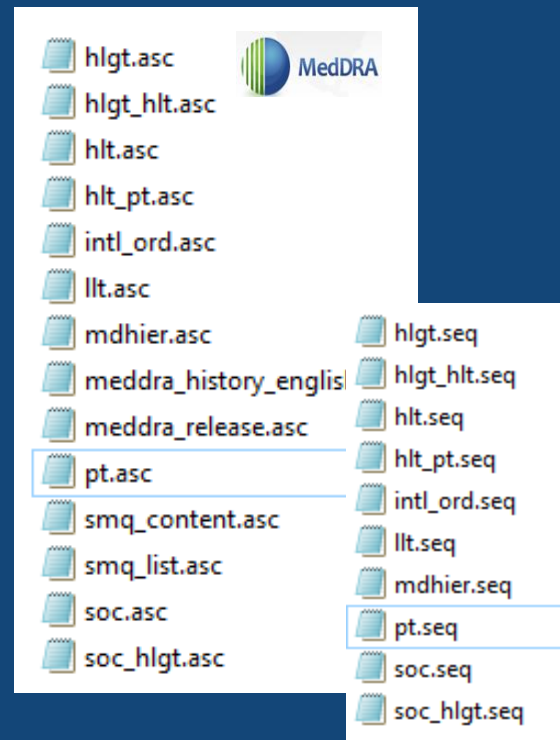 hlgt.asc
MedDRA
hlgt_hlt.asc
hlt.asc
hlt_pt.asc
intl_ord.asc
llt.asc
mdhier.asc
meddra_history_englis
meddra_release.asc
pt.asc
smq_content.asc
smq_list.asc
soc.asc
soc_hlgt.asc
hlgt.seq
hlgt_hlt.seq
hlt.seq
hlt_pt.seq
intl_ord.seq
llt.seq
mdhier.seq
pt.seq
soc.seq
soc_hlgt.seq